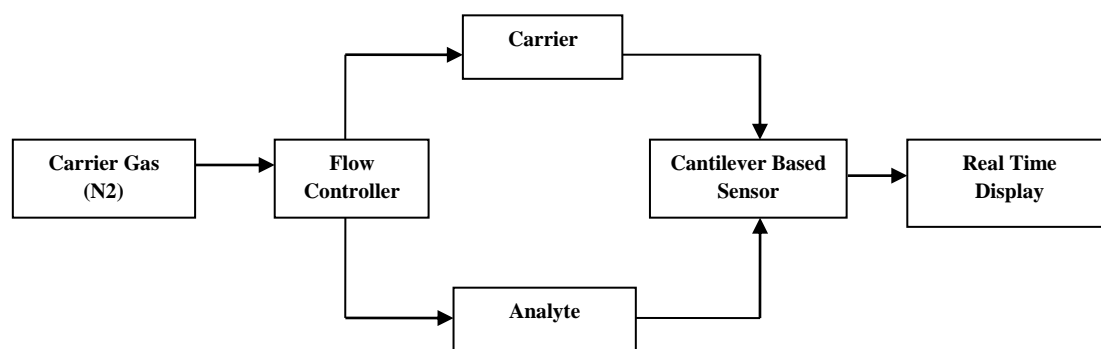 Carrier
Carrier Gas
(N2)
Flow
Controller
Cantilever Based
Sensor
Real Time
Display
Analyte